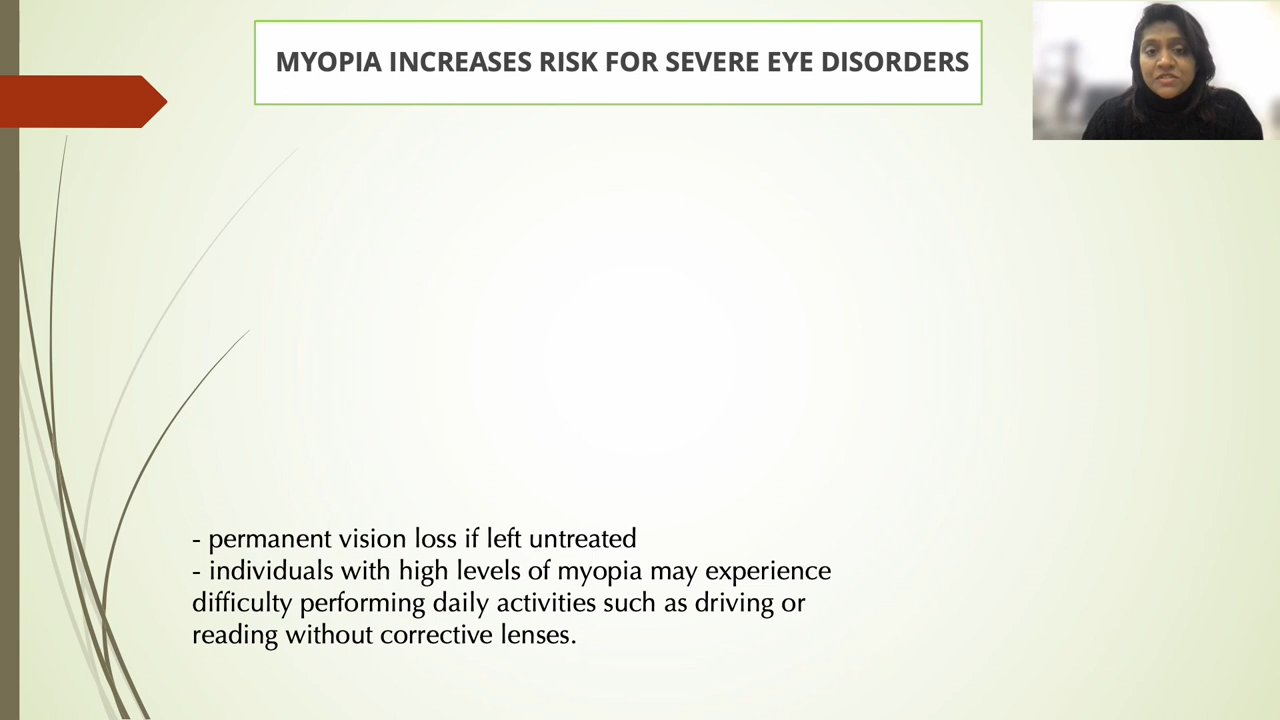 MYOPIA INCREASES RISK FOR SEVERE EYE DISORDERS
- permanent vision loss if left untreated
- individuals with high levels of myopia may experience
difficulty performing daily activities such as driving or
reading without corrective lenses.